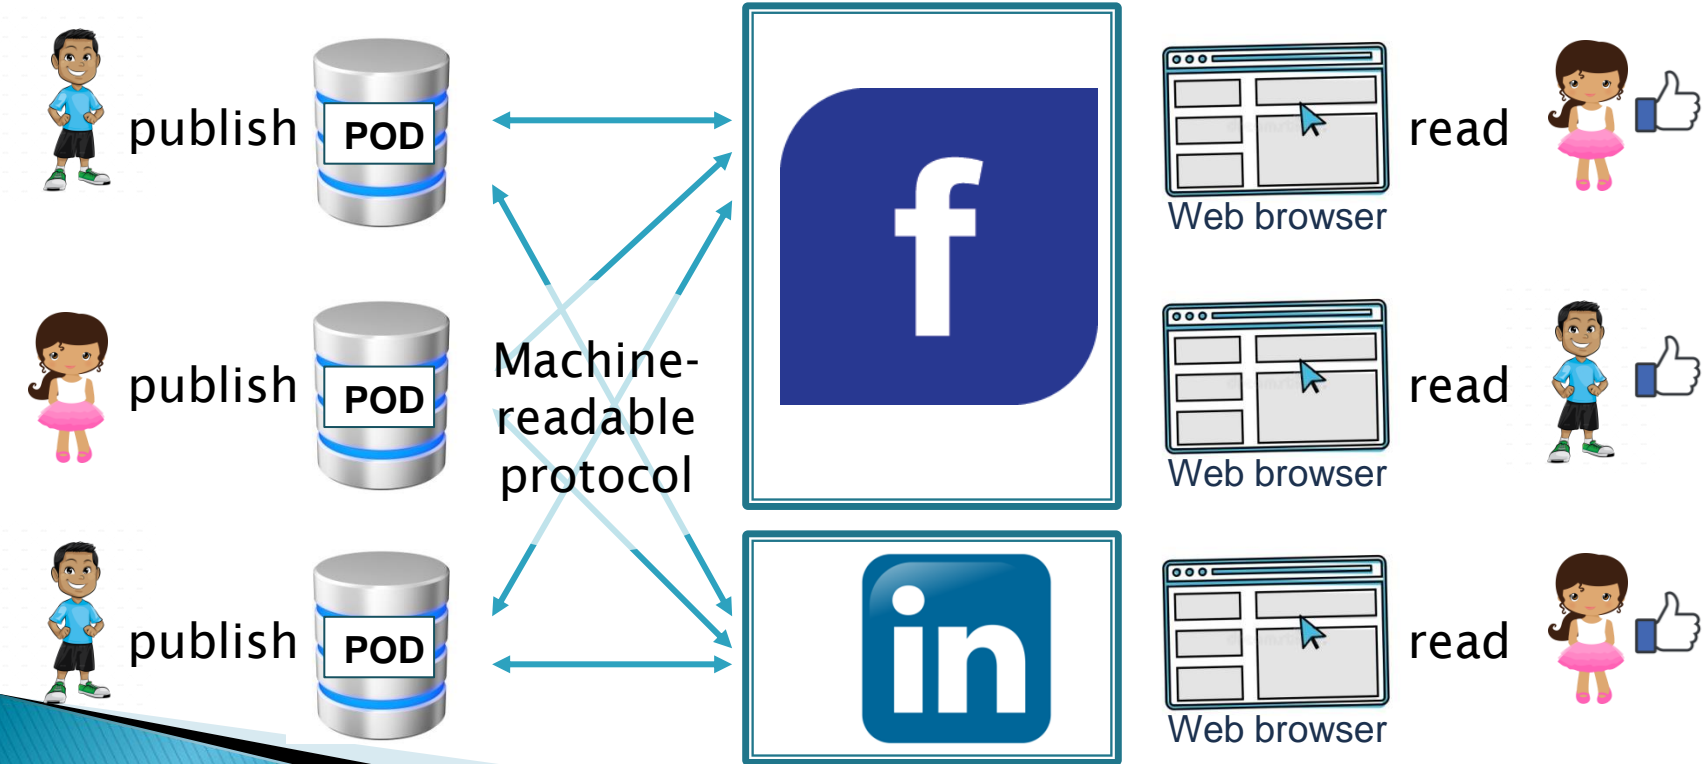 publish
POD
f
Web browser
read
publish
POD
Machine-
readable
protocol
Web browser
read
publish
POD
in
Web browser
read